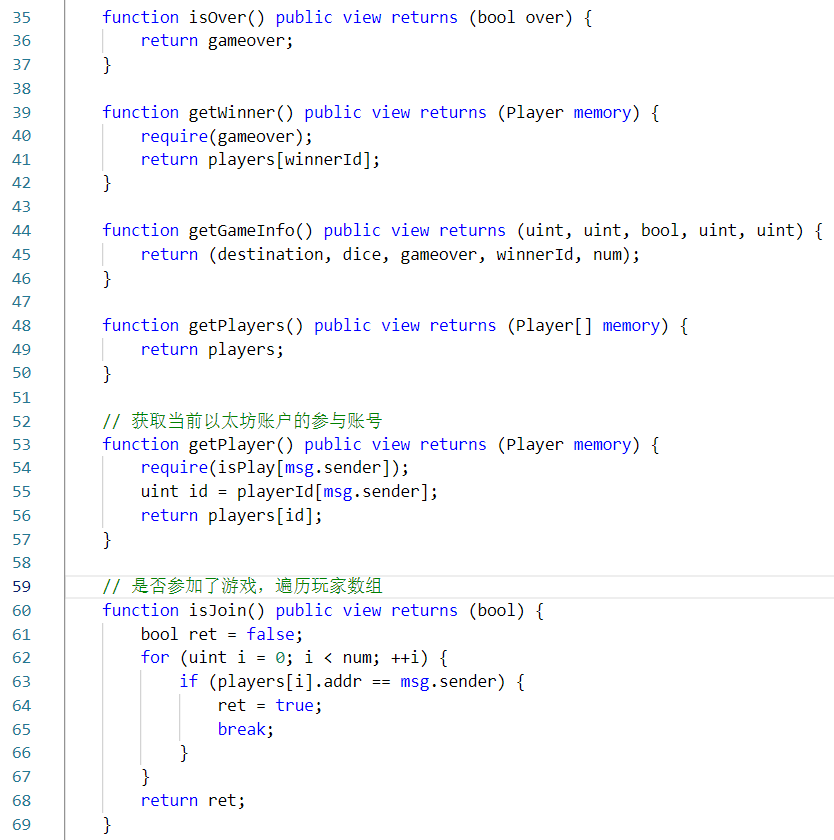 35 function isOver() public view returns (bool over) {
36 return gameover;
37 }
38
39 function getWinner() public view returns (Player memory) {
40 require(gameover);
41 return players[winnerId];
42 }
43
44 function getGameInfo() public view returns (uint, uint, bool, uint, uint) {
45 return (destination, dice, gameover, winnerId, num);
46 }
47
48 function getPlayers() public view returns (Player[] memory) {
49 return players;
50 }
51
52 // 获取当前以太坊账户的参与账号
53 function getPlayer() public view returns (Player memory) {
54 require(isPlay[msg.sender]);
55 uint id = playerId[msg.sender];
56 return players[id];
57 }
58
59 // 是否参加了游戏，遍历玩家数组
60 function isJoin() public view returns (bool) {
61 bool ret = false;
62 for (uint i = 0; i < num; ++i) {
63 if (players[i].addr == msg.sender) {
64 ret = true;
65 break;
66 }
67 }
68 return ret;
69 }